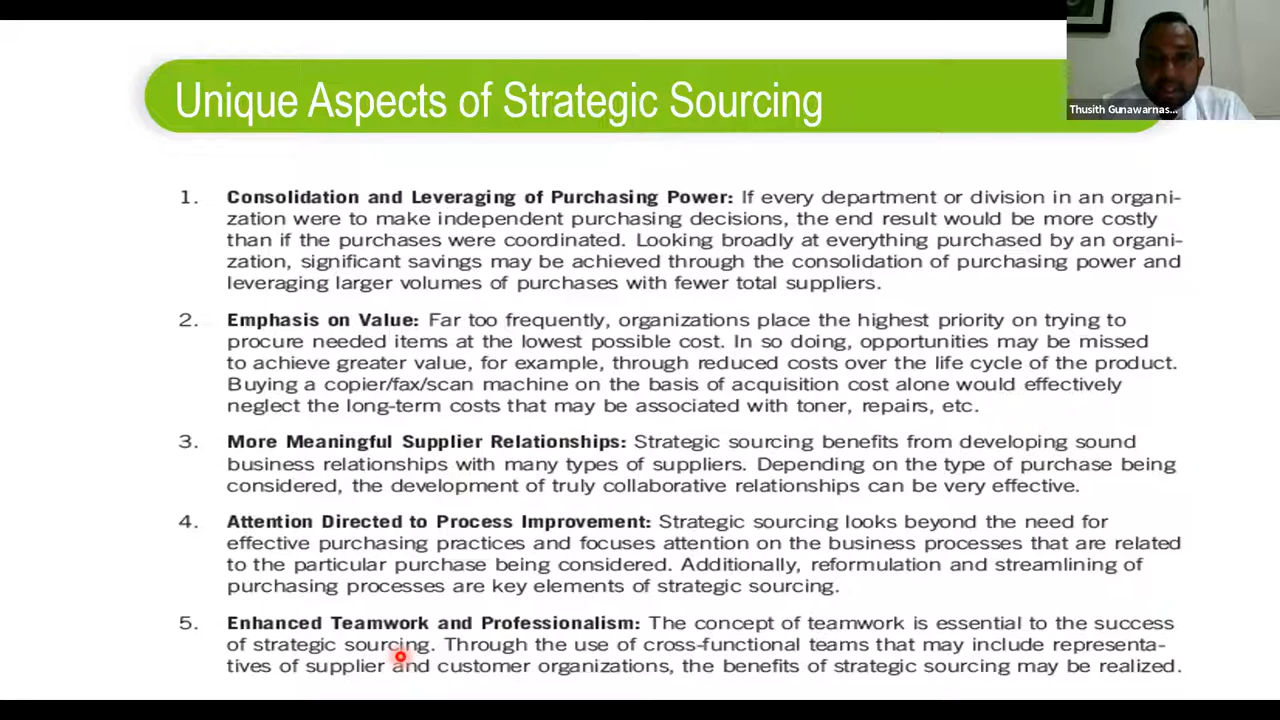 Unique Aspects of Strategic Sourcing
Thusith Gunawarnas...
1. Consolidation and Leveraging of Purchasing Power: If every department or division in an organi-
zation were to make independent purchasing decisions, the end result would be more costly
than if the purchases were coordinated. Looking broadly at everything purchased by an organi-
zation, significant savings may be achieved through the consolidation of purchasing power and
leveraging larger volumes of purchases with fewer total suppliers.
2. Emphasis on Value: Far too frequently, organizations place the highest priority on trying to
procure needed items at the lowest possible cost. In so doing, opportunities may be missed
to achieve greater value, for example, through reduced costs over the life cycle of the product.
Buying a copier/fax/scan machine on the basis of acquisition cost alone would effectively
neglect the long-term costs that may be associated with toner, repairs, etc.
3. More Meaningful Supplier Relationships: Strategic sourcing benefits from developing sound
business relationships with many types of suppliers. Depending on the type of purchase being
considered, the development of truly collaborative relationships can be very effective.
4. Attention Directed to Process Improvement: Strategic sourcing looks beyond the need for
effective purchasing practices and focuses attention on the business processes that are related
to the particular purchase being considered. Additionally, reformulation and streamlining of
purchasing processes are key elements of strategic sourcing.
5. Enhanced Teamwork and Professionalism: The concept of teamwork is essential to the success
of strategic sourcing. Through the use of cross-functional teams that may include representa-
tives of supplier and customer organizations, the benefits of strategic sourcing may be realized.